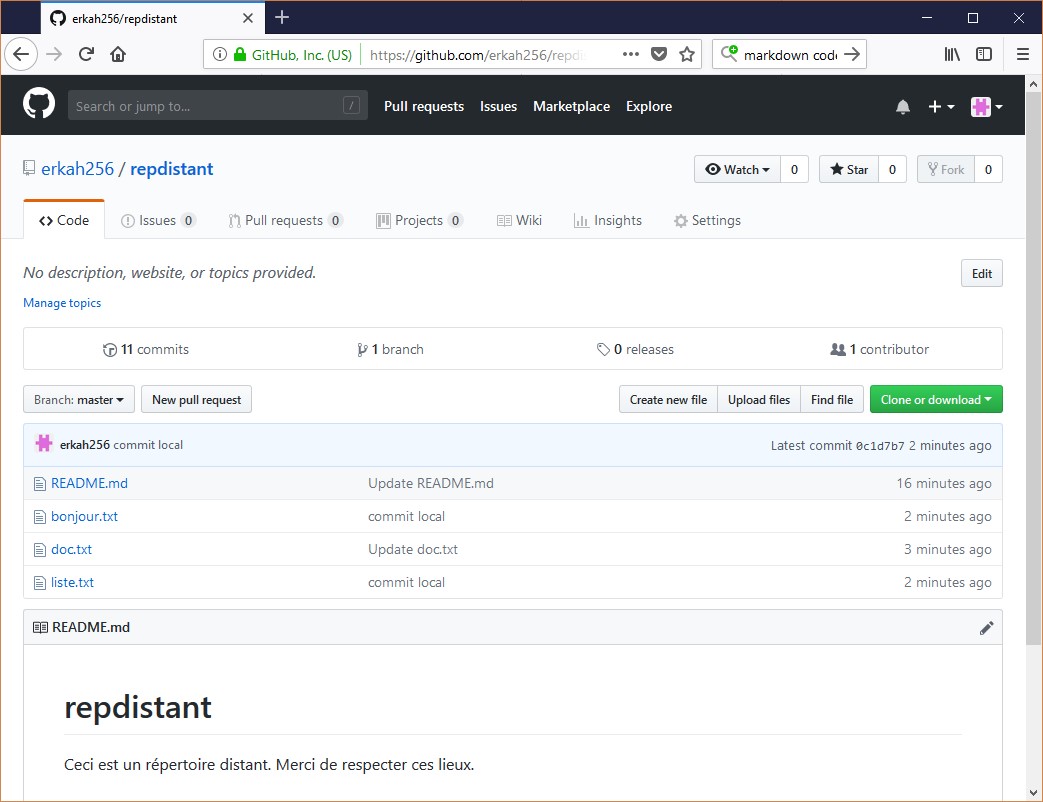 erkah256/repdistant
GitHub, Inc. (US) https://github.com/erkah256/repdi markdown code
Search or jump to... / Pull requests Issues Marketplace Explore
erkah256 / repdistant Watch 0 Star 0 Fork 0
Code Issues 0 Pull requests 0 Projects 0 Wiki Insights Settings
No description, website, or topics provided. Edit
Manage topics
11 commits 1 branch 0 releases 1 contributor
Branch: master New pull request Create new file Upload files Find file Clone or download
erkah256 commit local Latest commit 0c1d7b7 2 minutes ago
README.md Update README.md 16 minutes ago
bonjour.txt commit local 2 minutes ago
doc.txt Update doc.txt 3 minutes ago
liste.txt commit local 2 minutes ago
README.md
repdistant
Ceci est un répertoire distant. Merci de respecter ces lieux.